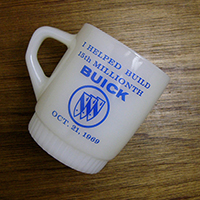 I HELPED BUILD
15th MILLIONTH
BUICK
OCT. 21, 1969